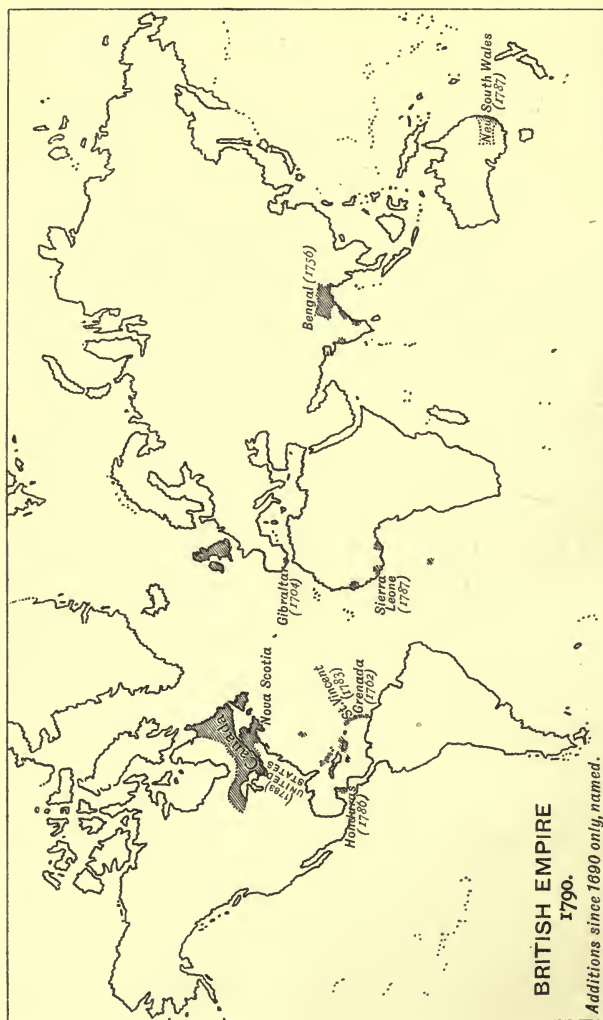 BRITISH EMPIRE
1790.
Additions since 1690 only, named.
Canada
Nova Scotia
(1783)
UNITED
STATES
Honduras
(1786)
St. Vincent
(1783)
Grenada
(1762)
Gibraltar
(1704)
Sierra
Leone
(1787)
Bengal (1756)
New South Wales
(1787)